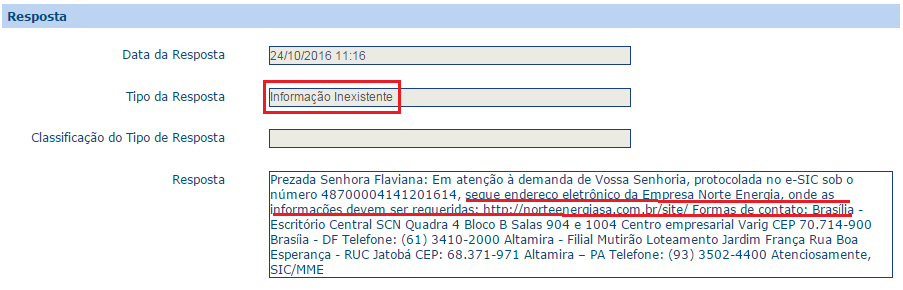 Resposta
Data da Resposta 24/10/2016 11:16
Tipo da Resposta Informação Inexistente
Classificação do Tipo de Resposta
Resposta Prezada Senhora Flaviana: Em atenção à demanda de Vossa Senhoria, protocolada no e-SIC sob o
número 48700004141201614, segue endereço eletrônico da Empresa Norte Energia, onde as
informações devem ser requeridas: http://norteenergiasa.com.br/site/ Formas de contato: Brasília -
Escritório Central SCN Quadra 4 Bloco B Salas 904 e 1004 Centro empresarial Varig CEP 70.714-900
Brasíia - DF Telefone: (61) 3410-2000 Altamira - Filial Mutirão Loteamento Jardim França Rua Boa
Esperança - RUC Jatobá CEP: 68.371-971 Altamira – PA Telefone: (93) 3502-4400 Atenciosamente,
SIC/MME